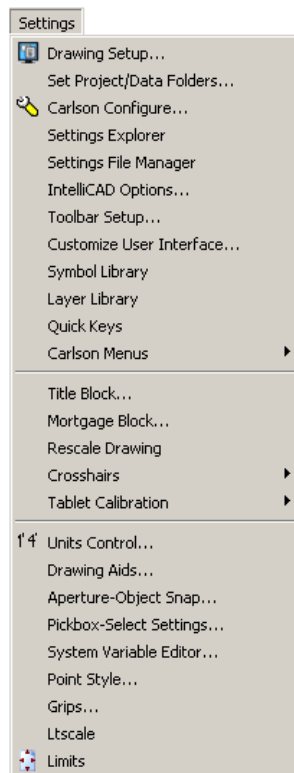 Settings
Drawing Setup...
Set Project/Data Folders...
Carlson Configure...
Settings Explorer
Settings File Manager
IntelliCAD Options...
Toolbar Setup...
Customize User Interface...
Symbol Library
Layer Library
Quick Keys
Carlson Menus
Title Block...
Mortgage Block...
Rescale Drawing
Crosshairs
Tablet Calibration
1'4' Units Control...
Drawing Aids...
Aperture-Object Snap...
Pickbox-Select Settings...
System Variable Editor...
Point Style...
Grips...
Ltscale
Limits